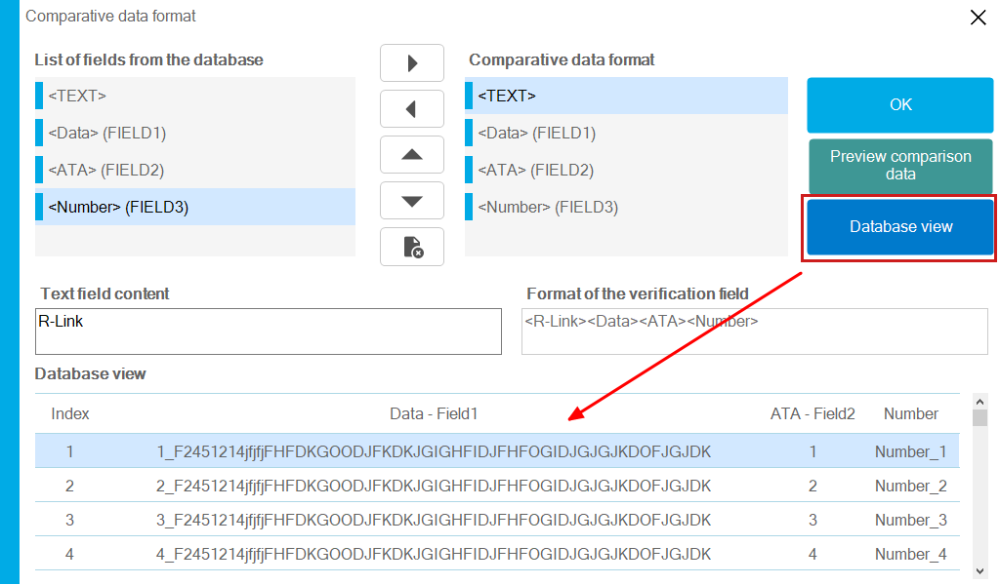 Comparative data format
List of fields from the database
<TEXT>
<Data> (FIELD1)
<ATA> (FIELD2)
<Number> (FIELD3)
Comparative data format
<TEXT>
<Data> (FIELD1)
<ATA> (FIELD2)
<Number> (FIELD3)
OK
Preview comparison
data
Database view
Text field content
R-Link
Format of the verification field
<R-Link><Data><ATA><Number>
Database view
Index Data - Field1 ATA - Field2 Number
1 1_F2451214jfjfjFHFDKGOODJFKDKJGIGHFIDJFHFOGIDJGJGJKDOFJGJDK 1 Number_1
2 2_F2451214jfjfjFHFDKGOODJFKDKJGIGHFIDJFHFOGIDJGJGJKDOFJGJDK 2 Number_2
3 3_F2451214jfjfjFHFDKGOODJFKDKJGIGHFIDJFHFOGIDJGJGJKDOFJGJDK 3 Number_3
4 4_F2451214jfjfjFHFDKGOODJFKDKJGIGHFIDJFHFOGIDJGJGJKDOFJGJDK 4 Number_4